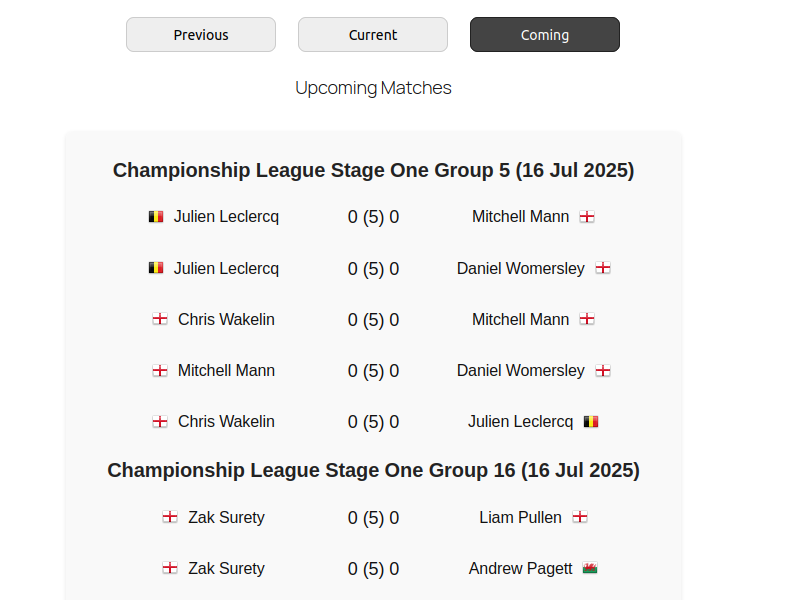 Previous Current Coming
Upcoming Matches
Championship League Stage One Group 5 (16 Jul 2025)
Julien Leclercq 0 (5) 0 Mitchell Mann
Julien Leclercq 0 (5) 0 Daniel Womersley
Chris Wakelin 0 (5) 0 Mitchell Mann
Mitchell Mann 0 (5) 0 Daniel Womersley
Chris Wakelin 0 (5) 0 Julien Leclercq
Championship League Stage One Group 16 (16 Jul 2025)
Zak Surety 0 (5) 0 Liam Pullen
Zak Surety 0 (5) 0 Andrew Pagett